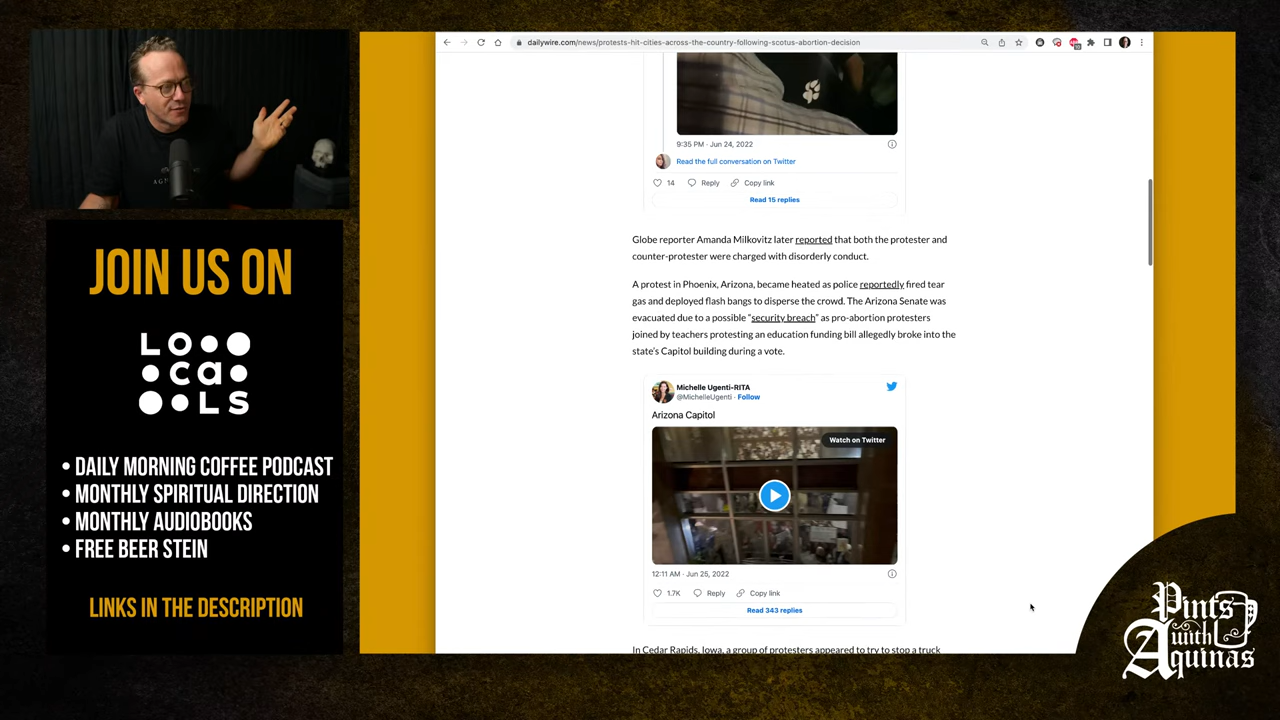 JOIN US ON
LOCALS
• DAILY MORNING COFFEE PODCAST
• MONTHLY SPIRITUAL DIRECTION
• MONTHLY AUDIOBOOKS
• FREE BEER STEIN
LINKS IN THE DESCRIPTION
dailywire.com/news/protests-hit-cities-across-the-country-following-scotus-abortion-decision
9:35 PM · Jun 24, 2022
Read the full conversation on Twitter
14 Reply Copy link
Read 15 replies
Globe reporter Amanda Milkovitz later reported that both the protester and
counter-protester were charged with disorderly conduct.
A protest in Phoenix, Arizona, became heated as police reportedly fired tear
gas and deployed flash bangs to disperse the crowd. The Arizona Senate was
evacuated due to a possible "security breach" as pro-abortion protesters
joined by teachers protesting an education funding bill allegedly broke into the
state's Capitol building during a vote.
Michelle Ugenti-RITA
@MichelleUgenti · Follow
Arizona Capitol
Watch on Twitter
12:11 AM · Jun 25, 2022
1.7K Reply Copy link
Read 343 replies
In Cedar Rapids, Iowa, a group of protesters appeared to try to stop a truck
Pints
with
Aquinas